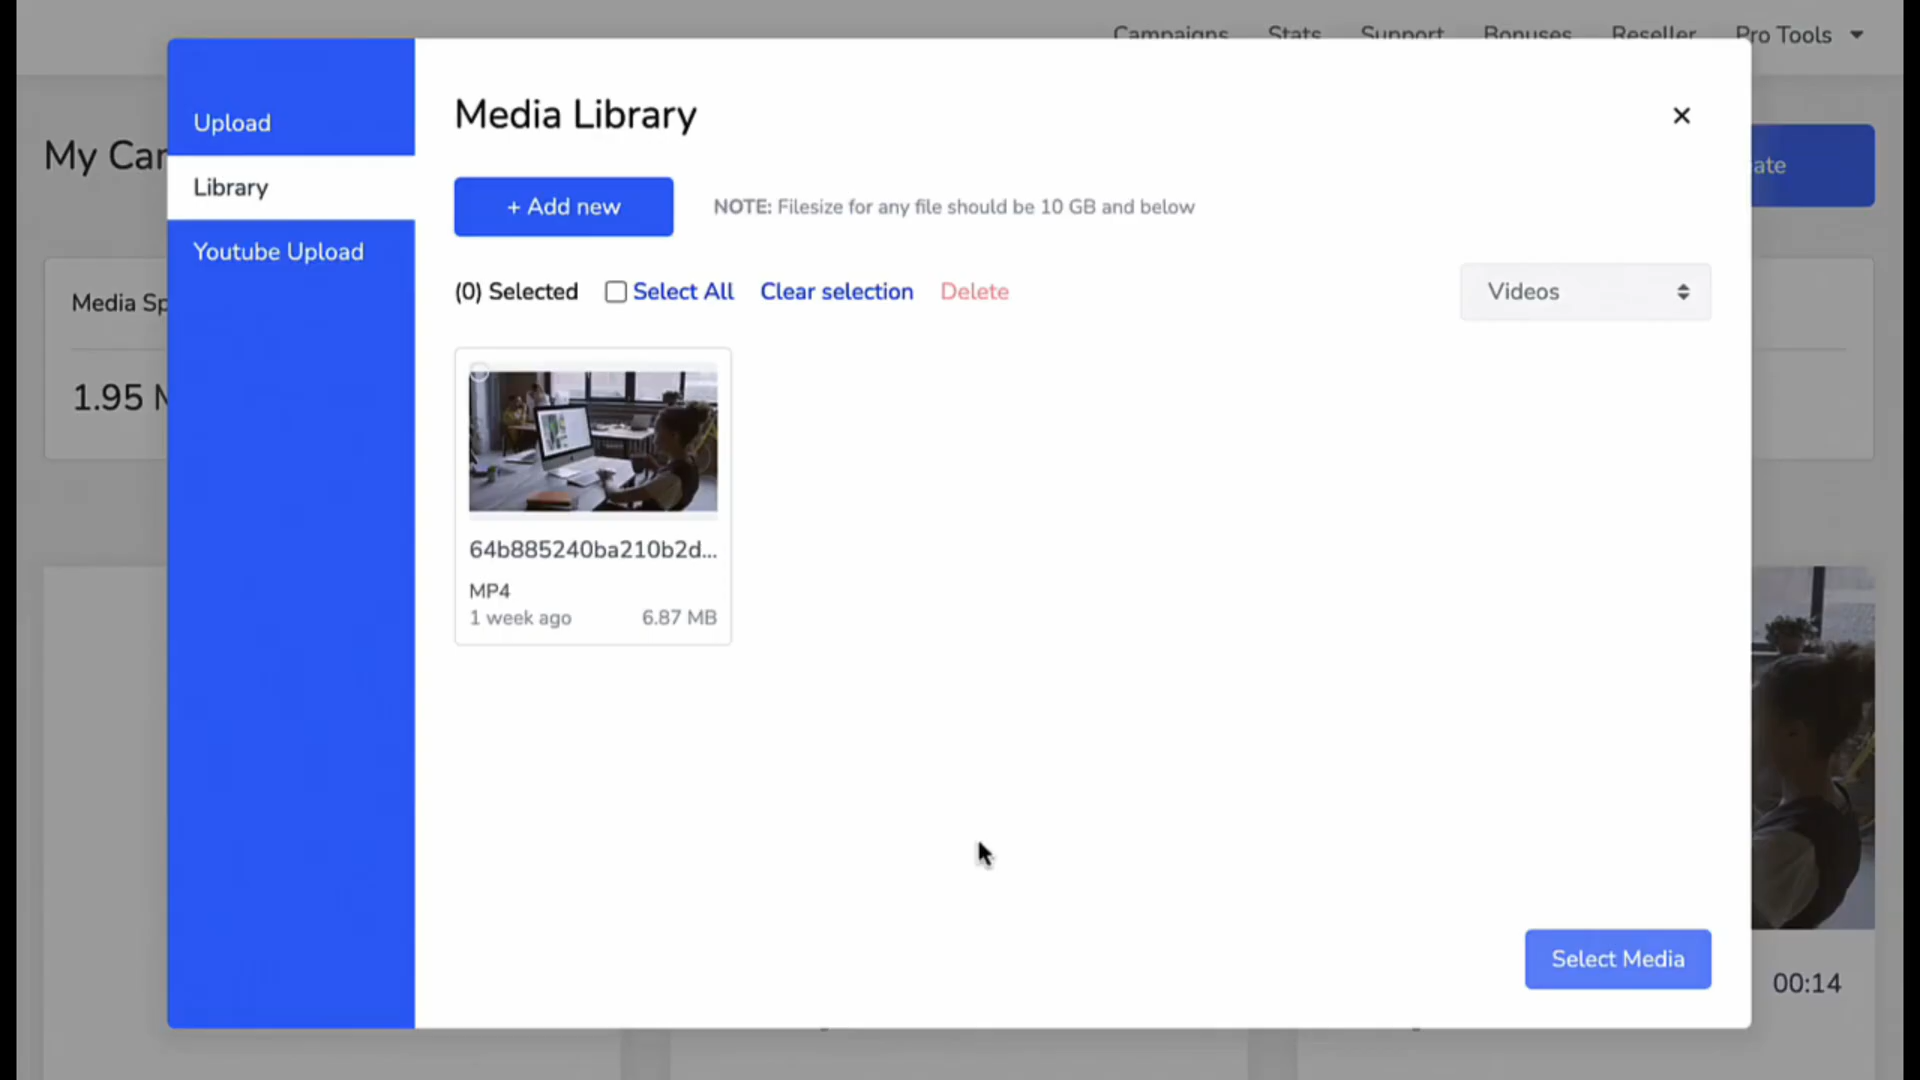 Campaigns Stats Support Bonuses Reseller Pro Tools
Upload
Media Library
My Car
ate
Library
+ Add new
NOTE: Filesize for any file should be 10 GB and below
Youtube Upload
(0) Selected
Select All
Clear selection
Delete
Videos
Media Sp
1.95 M
64b885240ba210b2d...
MP4
1 week ago
6.87 MB
Select Media
00:14